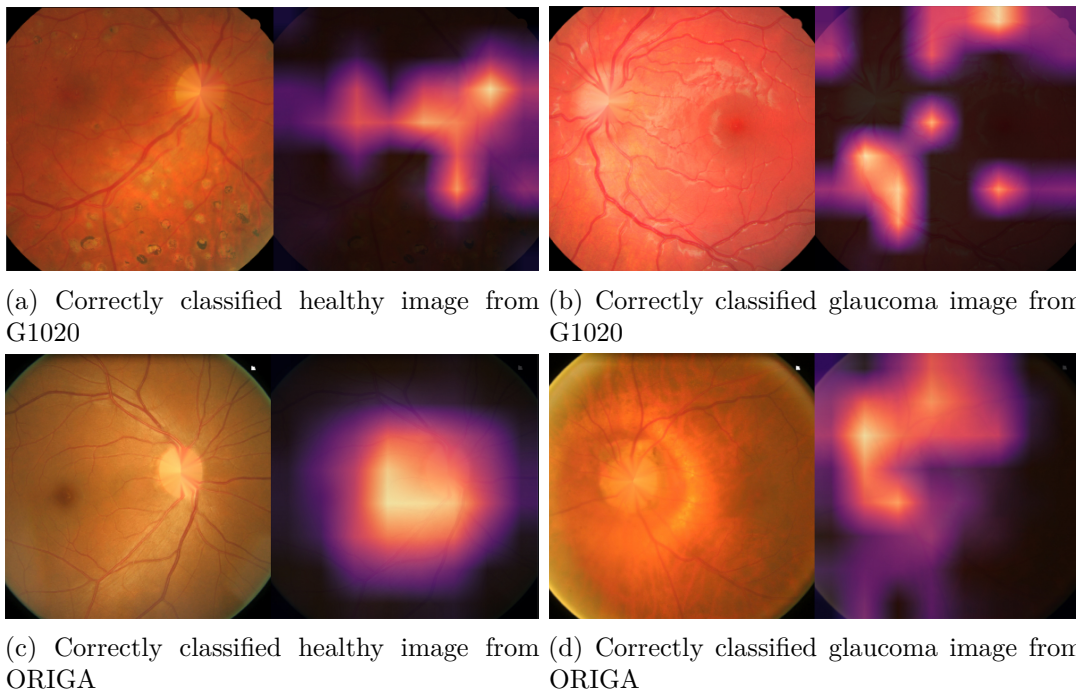 (a) Correctly classified healthy image from
G1020
(b) Correctly classified glaucoma image from
G1020
(c) Correctly classified healthy image from
ORIGA
(d) Correctly classified glaucoma image from
ORIGA